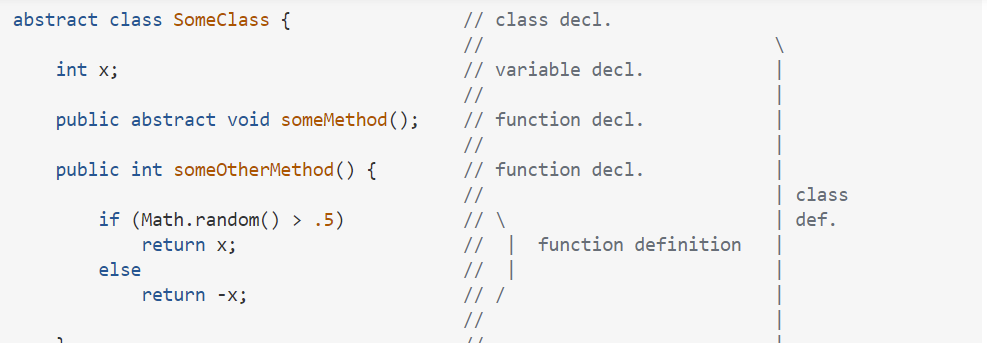 abstract class SomeClass {                // class decl.
                                          //                           \
    int x;                                // variable decl.            |
                                          //                           |
    public abstract void someMethod();    // function decl.            |
                                          //                           |
    public int someOtherMethod() {        // function decl.            |
                                          //                           | class
        if (Math.random() > .5)           // \                         | def.
            return x;                     //  |  function definition   |
        else                              //  |                        |
            return -x;                    // /                         |
                                          //                           |